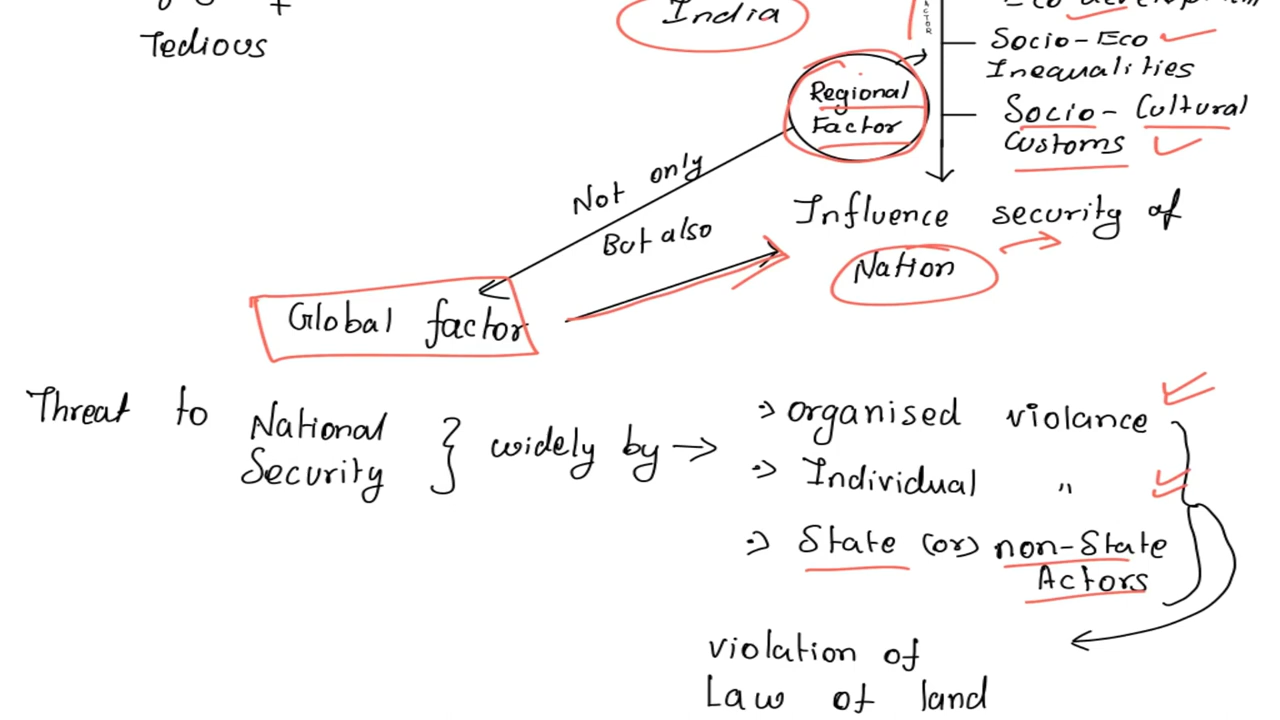 Tedious
India
Socio-Eco
Inequalities
Socio-Cultural
Customs
Regional
Factor
Not only
But also
Influence security of
Nation
Global factor
Threat to National
Security } widely by →
⇒ organised violance
⇒ Individual "
⇒ State (or) non-State
Actors
violation of
Law of land